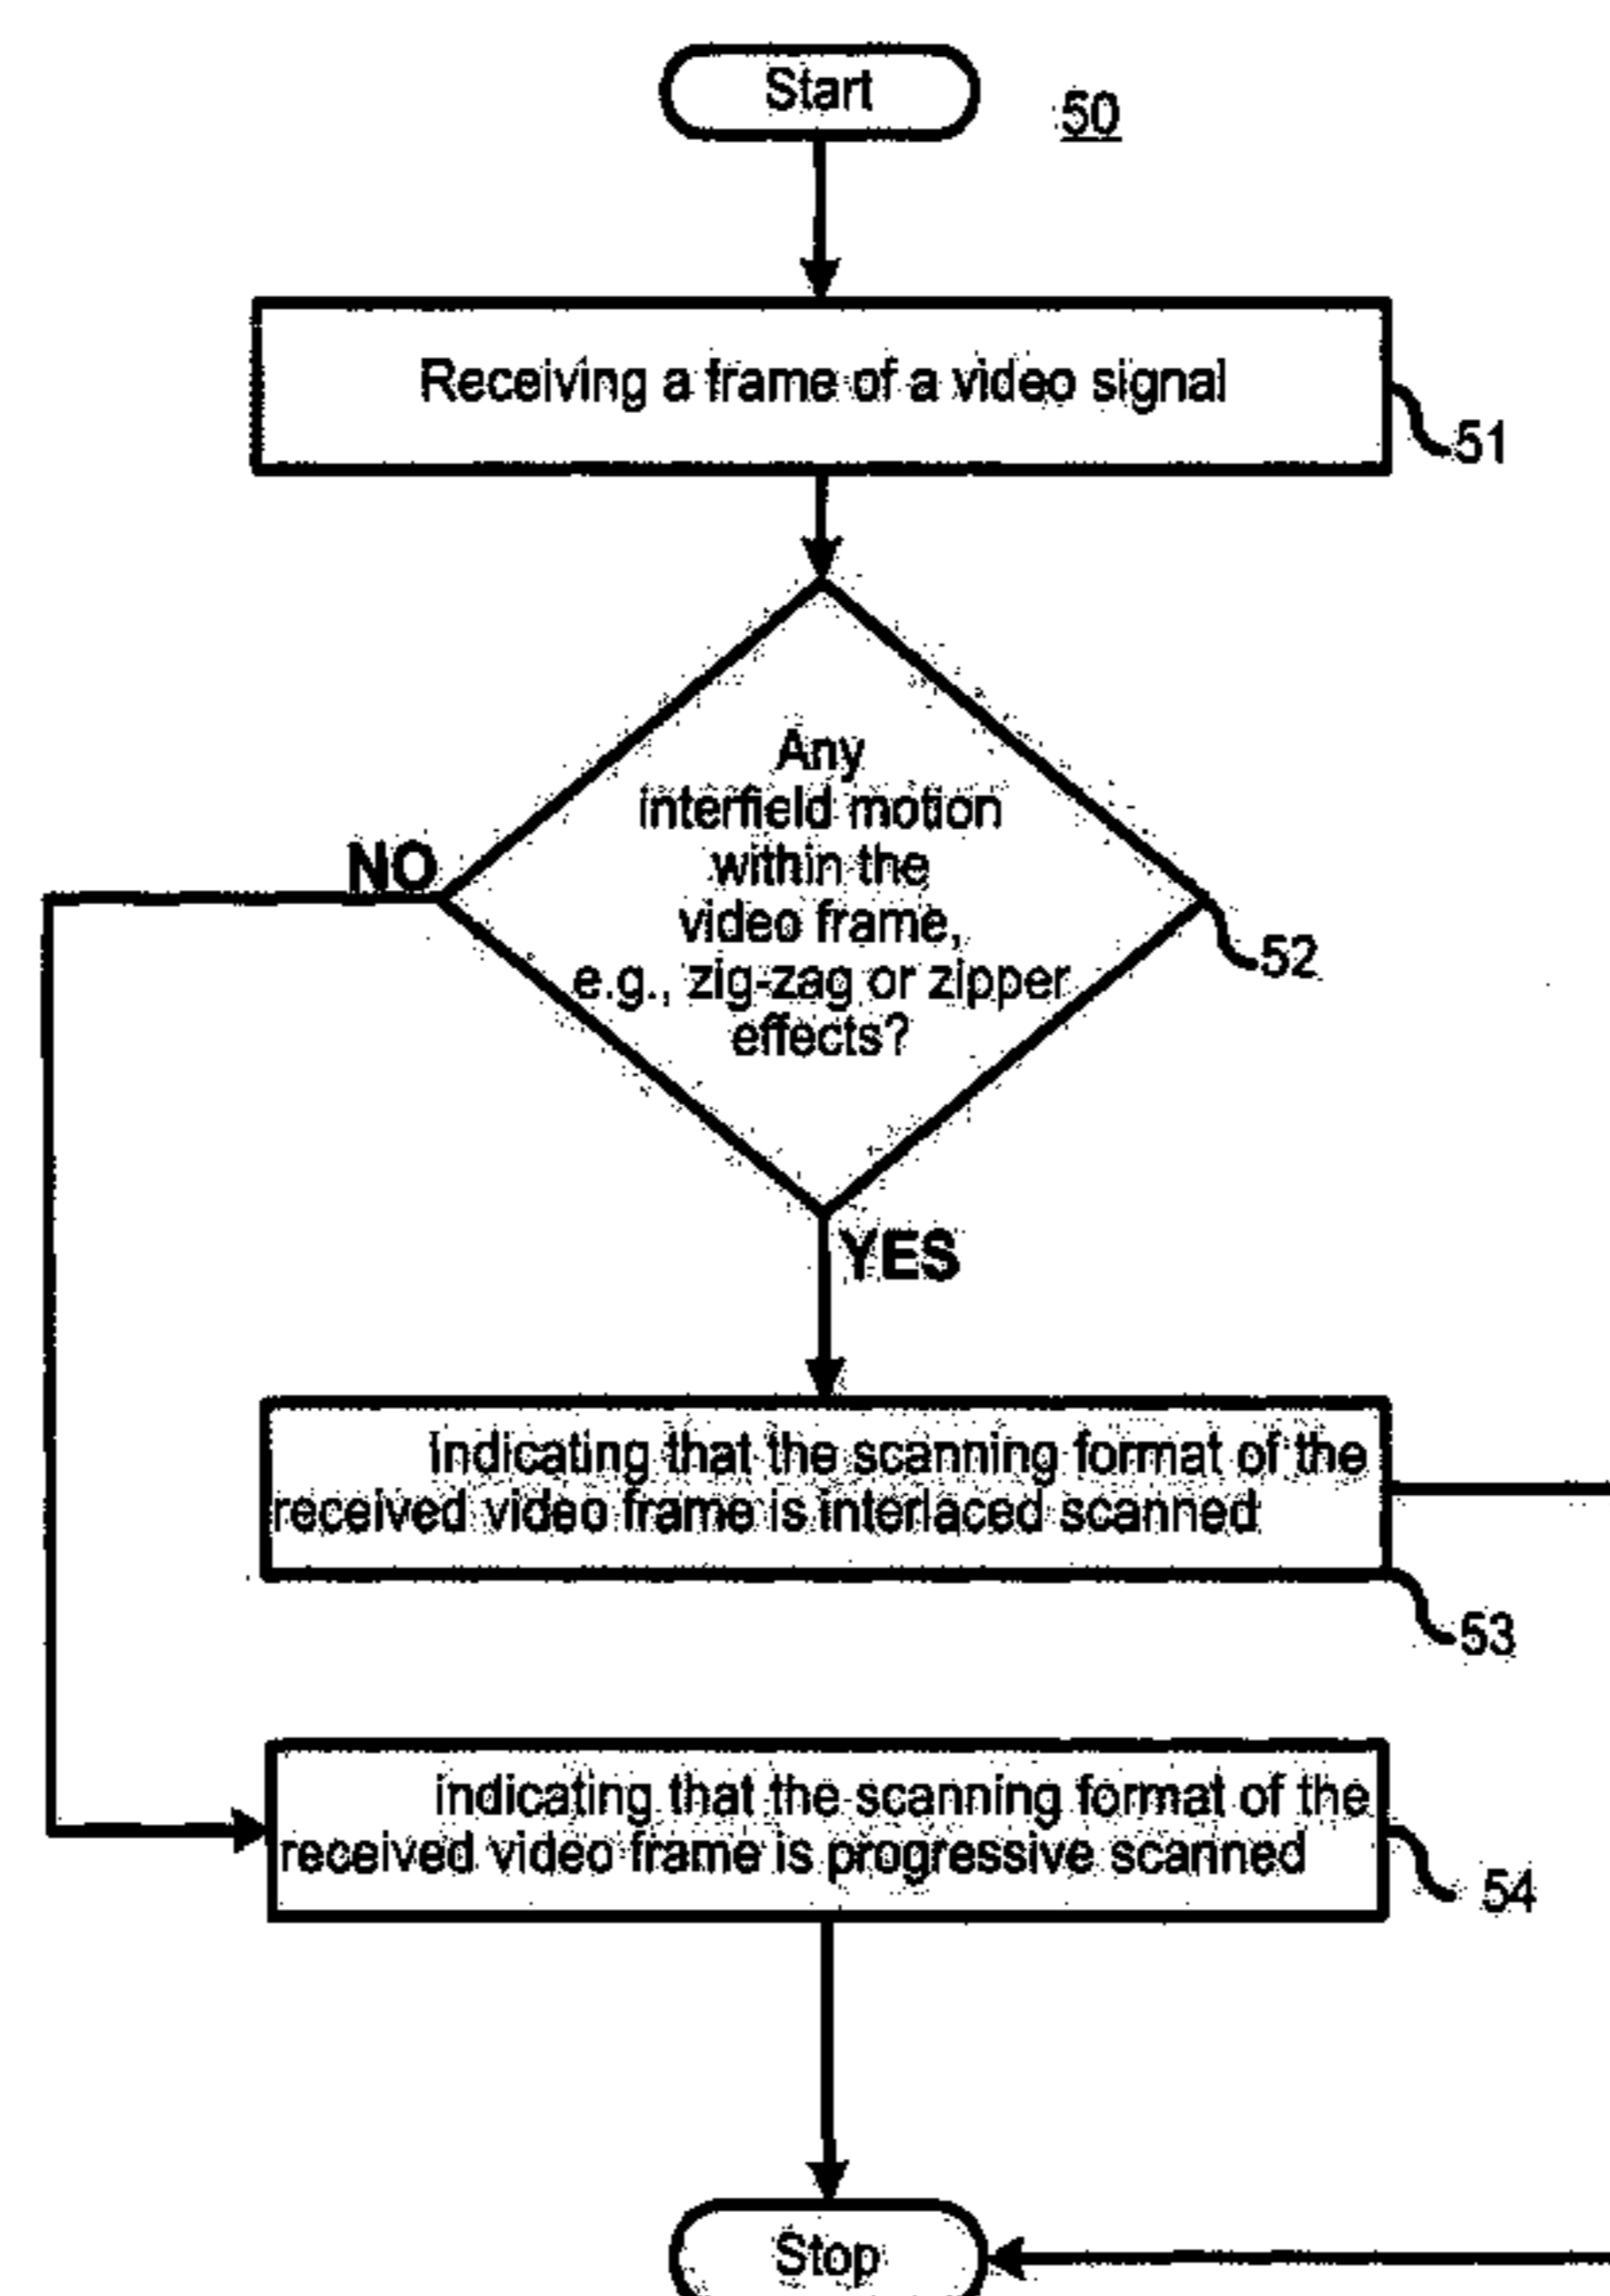 Start
50
Receiving a frame of a video signal
51
Any
interfield motion
within the
video frame,
e.g., zig-zag or zipper
effects?
NO
52
YES
Indicating that the scanning format of the
received video frame is interlaced scanned
53
indicating that the scanning format of the
received video frame is progressive scanned
54
Stop